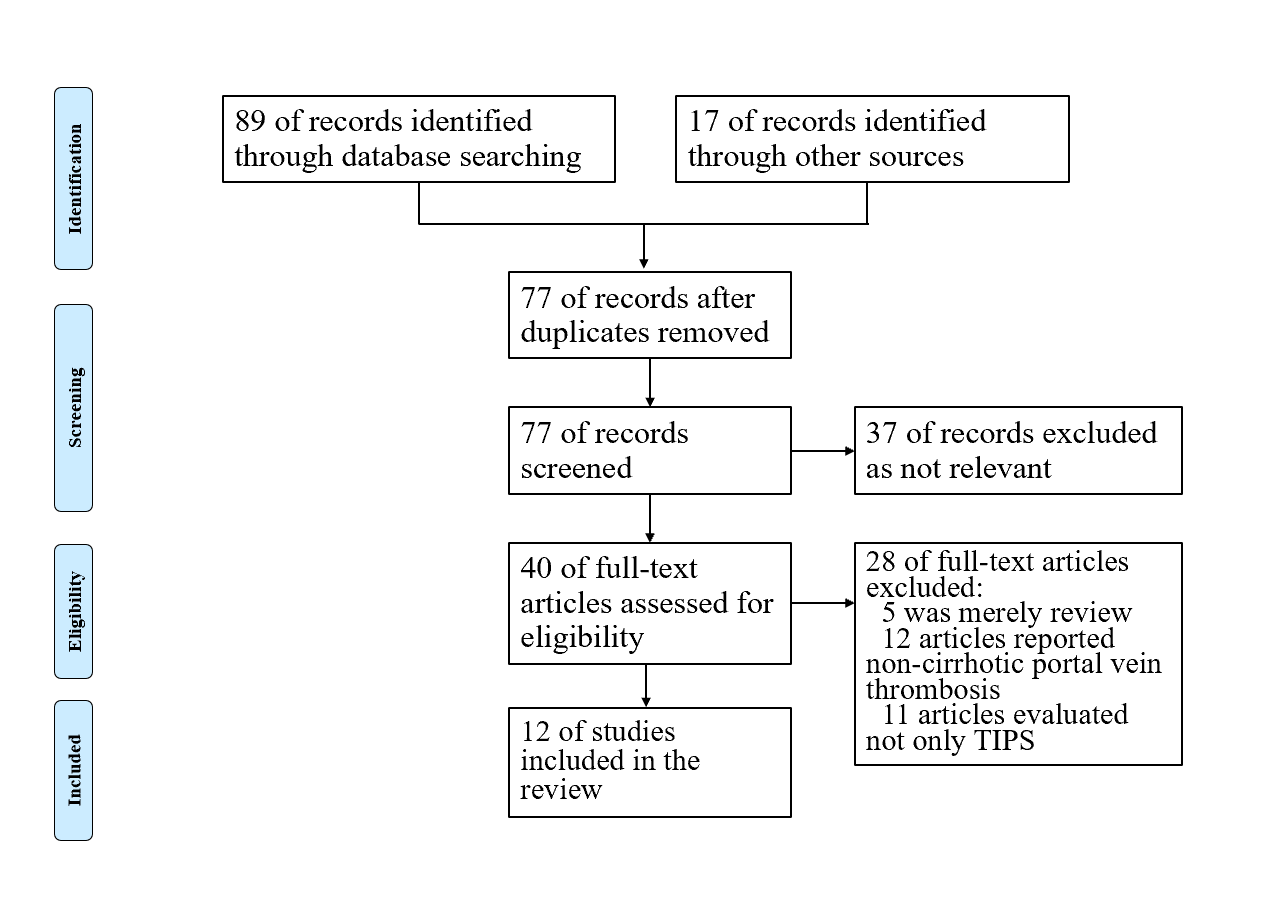 Identification
89 of records identified
through database searching
17 of records identified
through other sources
77 of records after
duplicates removed
Screening
77 of records
screened
37 of records excluded
as not relevant
Eligibility
40 of full-text
articles assessed for
eligibility
28 of full-text articles
excluded:
5 was merely review
12 articles reported
non-cirrhotic portal vein
thrombosis
11 articles evaluated
not only TIPS
Included
12 of studies
included in the
review